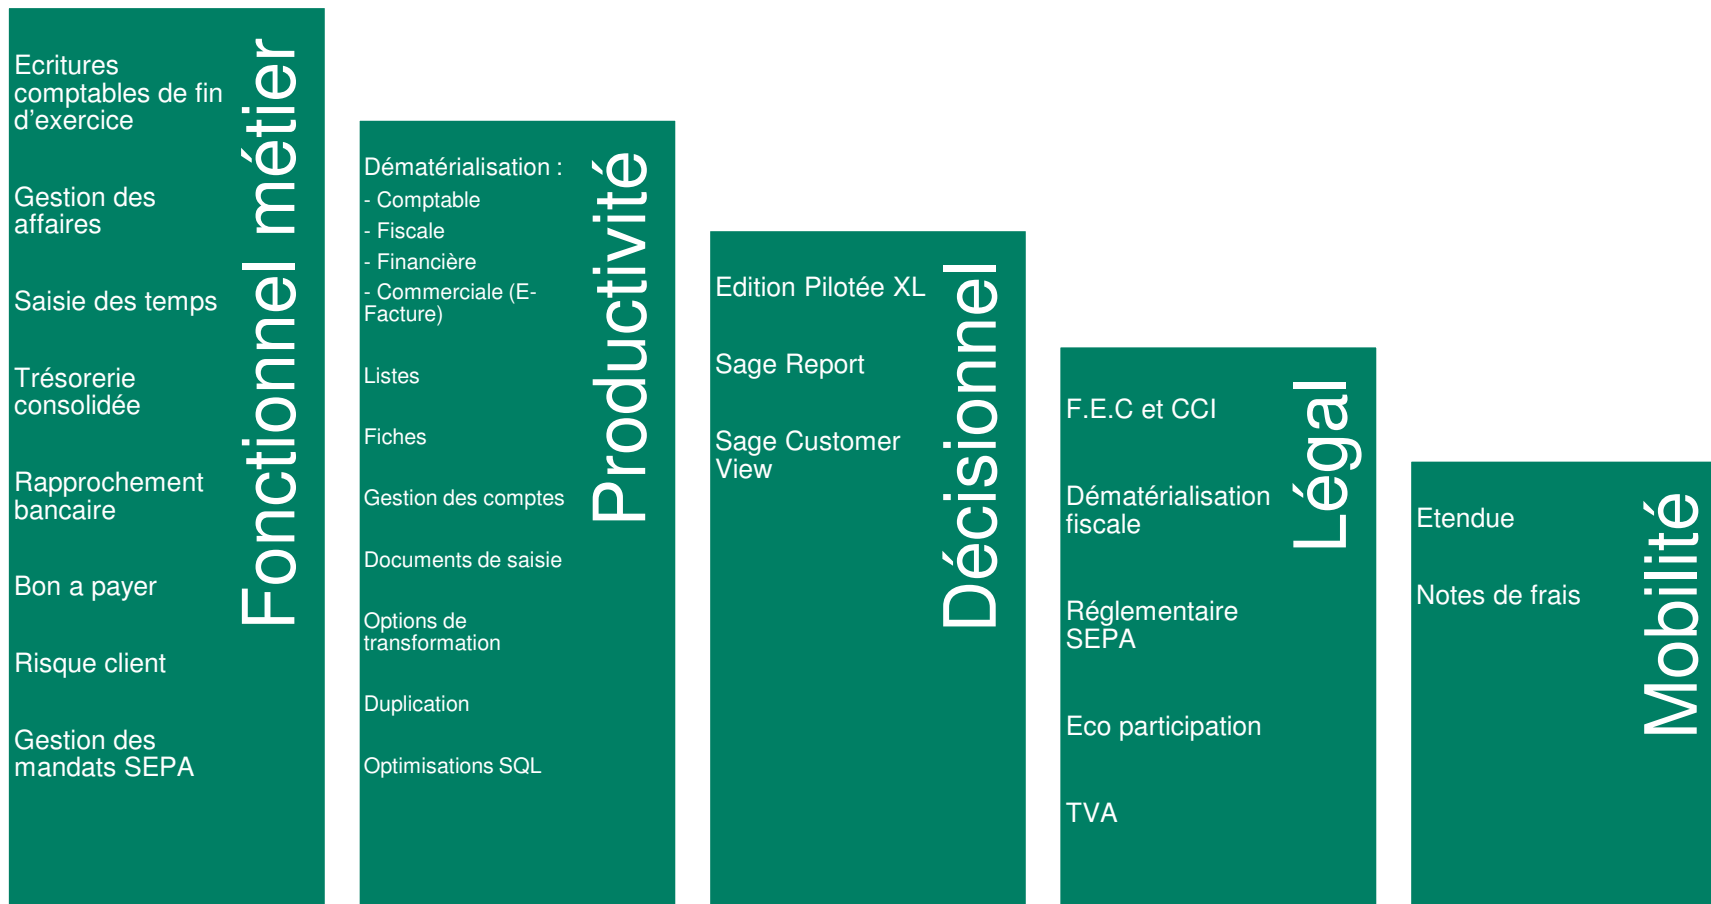 Fonctionnel métier
Ecritures
comptables de fin
d'exercice
Gestion des
affaires
Saisie des temps
Trésorerie
consolidée
Rapprochement
bancaire
Bon a payer
Risque client
Gestion des
mandats SEPA
Productivité
Dématérialisation :
- Comptable
- Fiscale
- Financière
- Commerciale (E-
Facture)
Listes
Fiches
Gestion des comptes
Documents de saisie
Options de
transformation
Duplication
Optimisations SQL
Décisionnel
Edition Pilotée XL
Sage Report
Sage Customer
View
Légal
F.E.C et CCI
Dématérialisation
fiscale
Réglementaire
SEPA
Eco participation
TVA
Mobilité
Etendue
Notes de frais